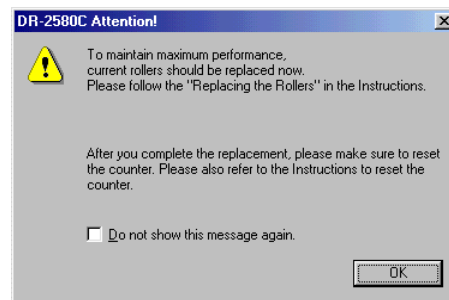 DR-2580C Attention!
To maintain maximum performance,
current rollers should be replaced now.
Please follow the "Replacing the Rollers" in the Instructions.
After you complete the replacement, please make sure to reset
the counter. Please also refer to the Instructions to reset the
counter.
Do not show this message again.
OK